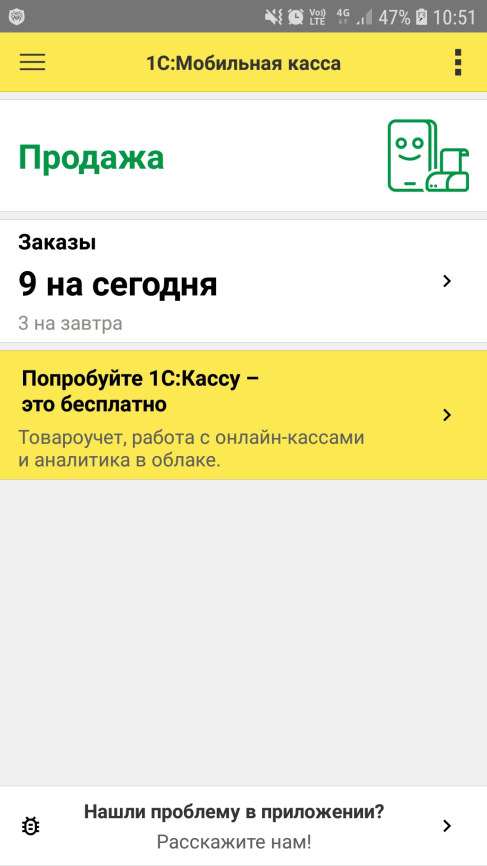 Vo)) LTE 4G 47% 10:51
1С:Мобильная касса
Продажа
Заказы
9 на сегодня
3 на завтра
Попробуйте 1С:Кассу –
это бесплатно
Товароучет, работа с онлайн-кассами
и аналитика в облаке.
Нашли проблему в приложении?
Расскажите нам!